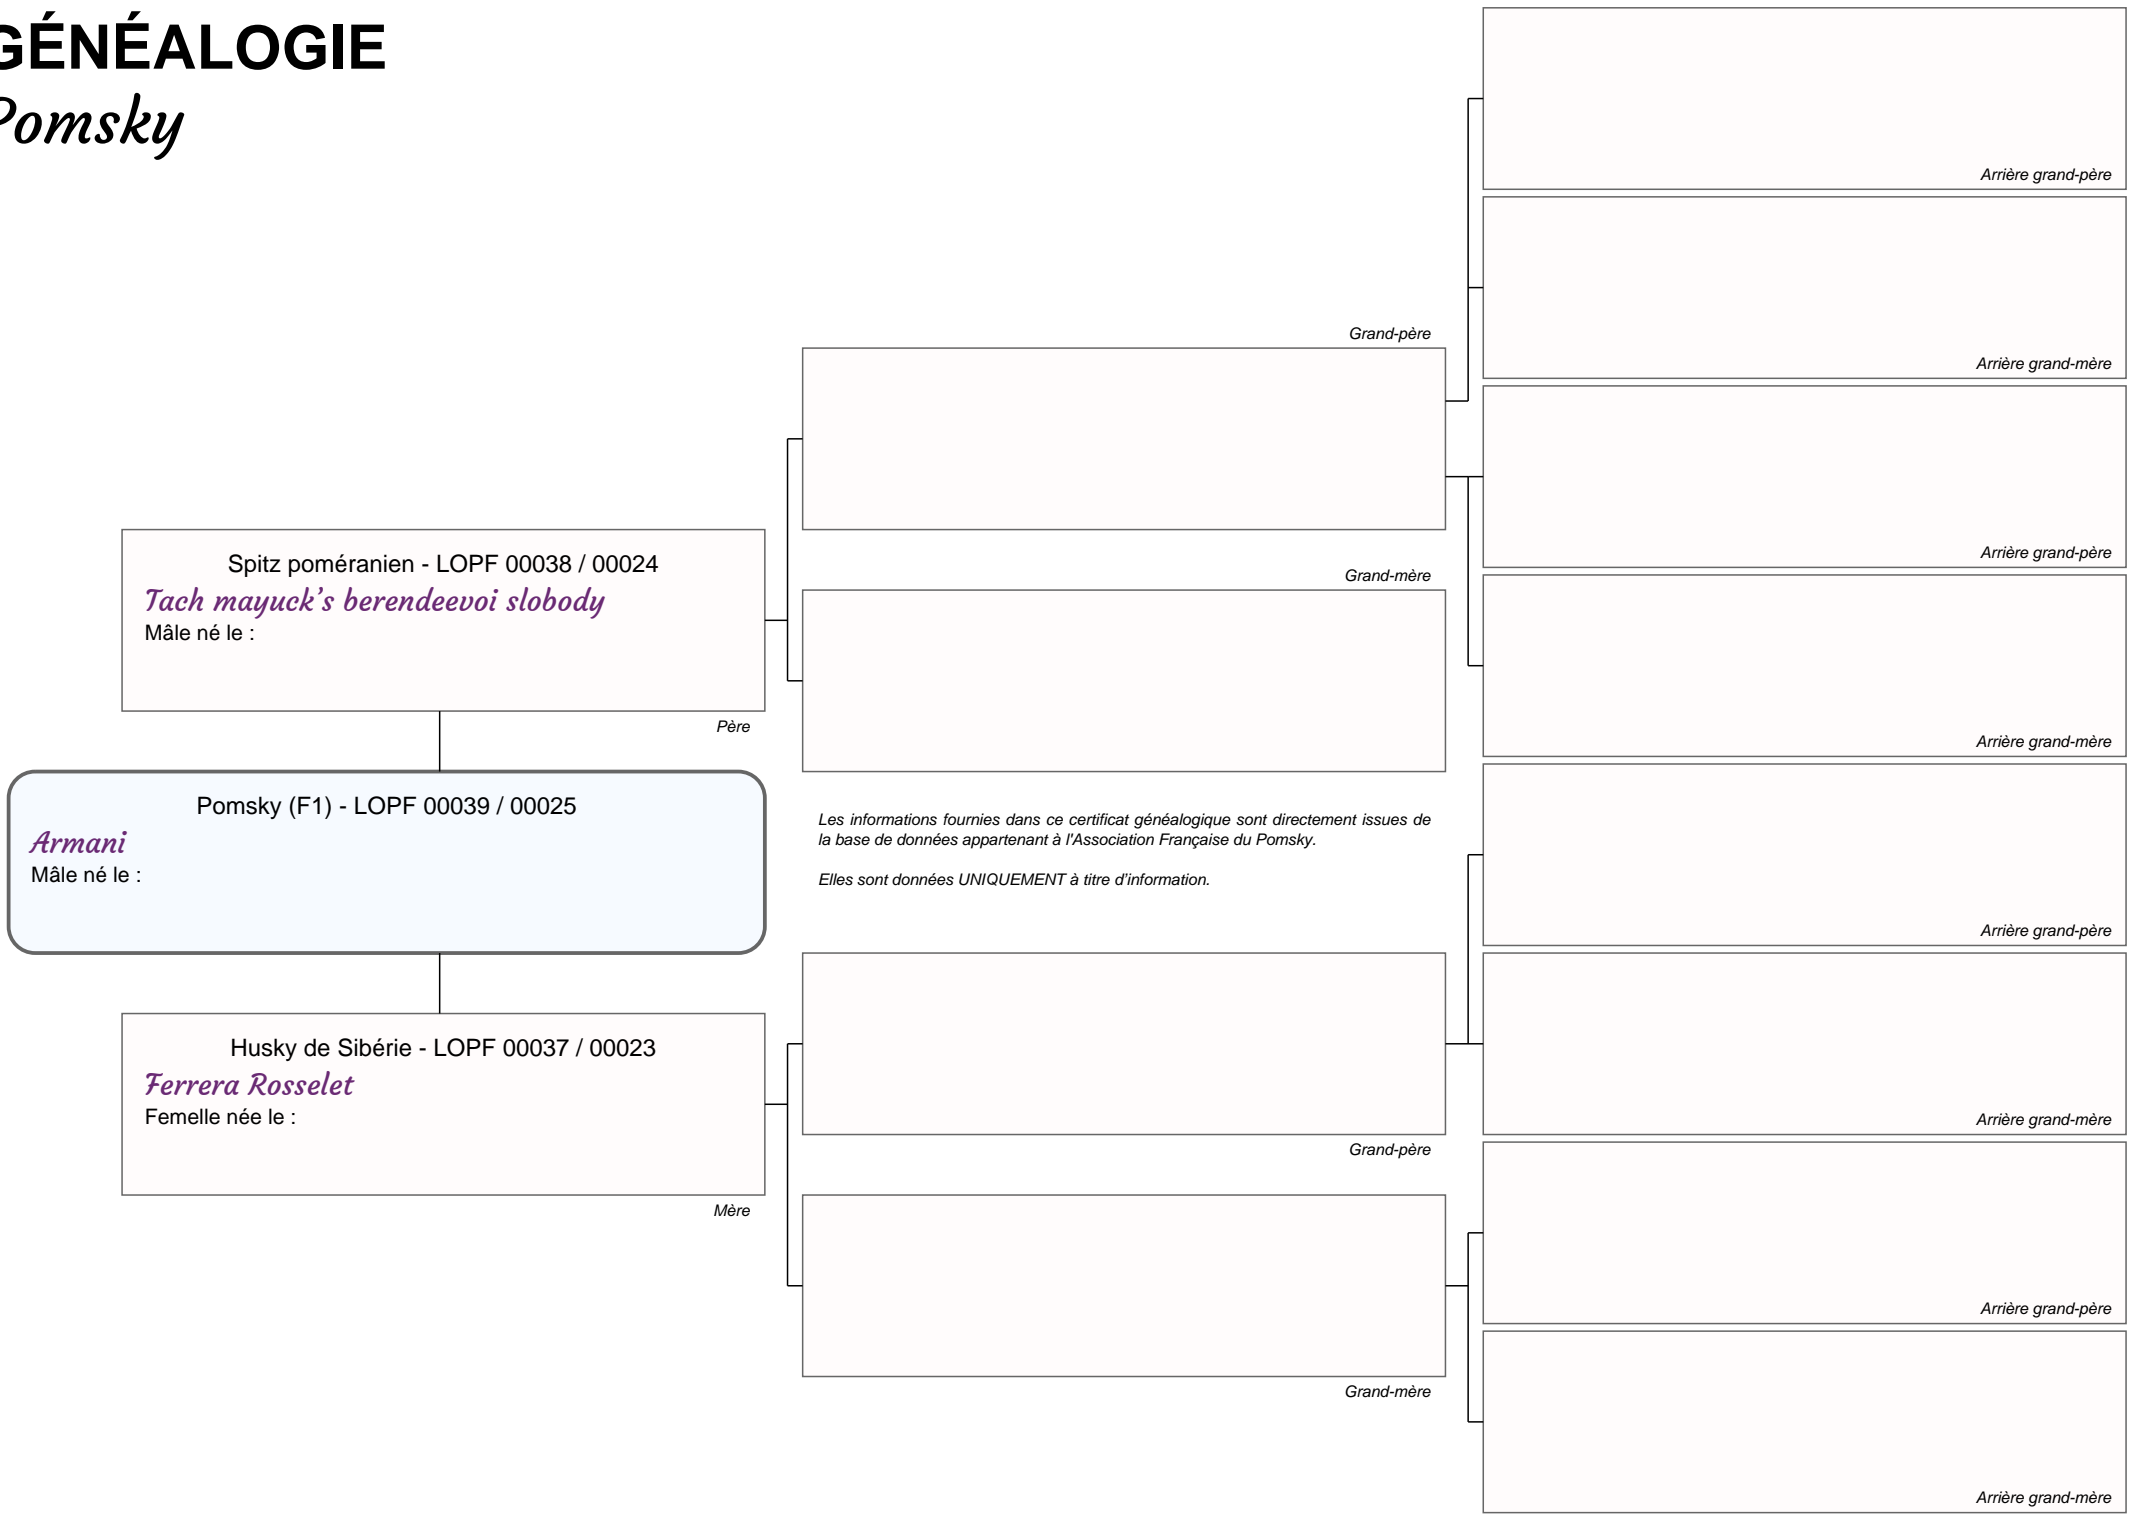 GÉNÉALOGIE
Pomsky
Arrière grand-père
Arrière grand-mère
Grand-père
Arrière grand-père
Spitz poméranien - LOPF 00038 / 00024
Tach mayuck’s berendeevoi slobody
Mâle né le :
Grand-mère
Père
Arrière grand-mère
Pomsky (F1) - LOPF 00039 / 00025
Armani
Mâle né le :
Les informations fournies dans ce certificat généalogique sont directement issues de
la base de données appartenant à l'Association Française du Pomsky.
Elles sont données UNIQUEMENT à titre d’information.
Arrière grand-père
Husky de Sibérie - LOPF 00037 / 00023
Ferrera Rosselet
Femelle née le :
Arrière grand-mère
Grand-père
Mère
Arrière grand-père
Grand-mère
Arrière grand-mère